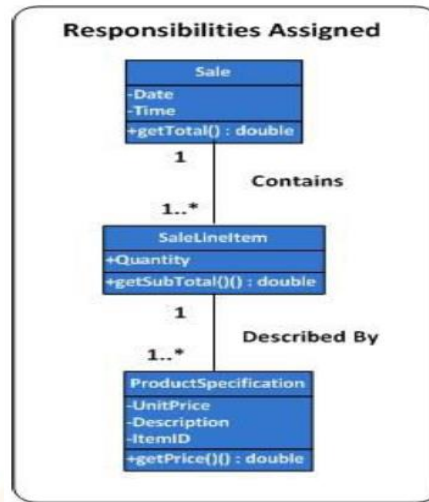 Responsibilities Assigned
Sale
-Date
-Time
+getTotal() : double
1
Contains
1..*
SaleLineItem
+Quantity
+getSubTotal()() : double
1
Described By
1..*
ProductSpecification
-UnitPrice
-Description
-ItemID
+getPrice()() : double